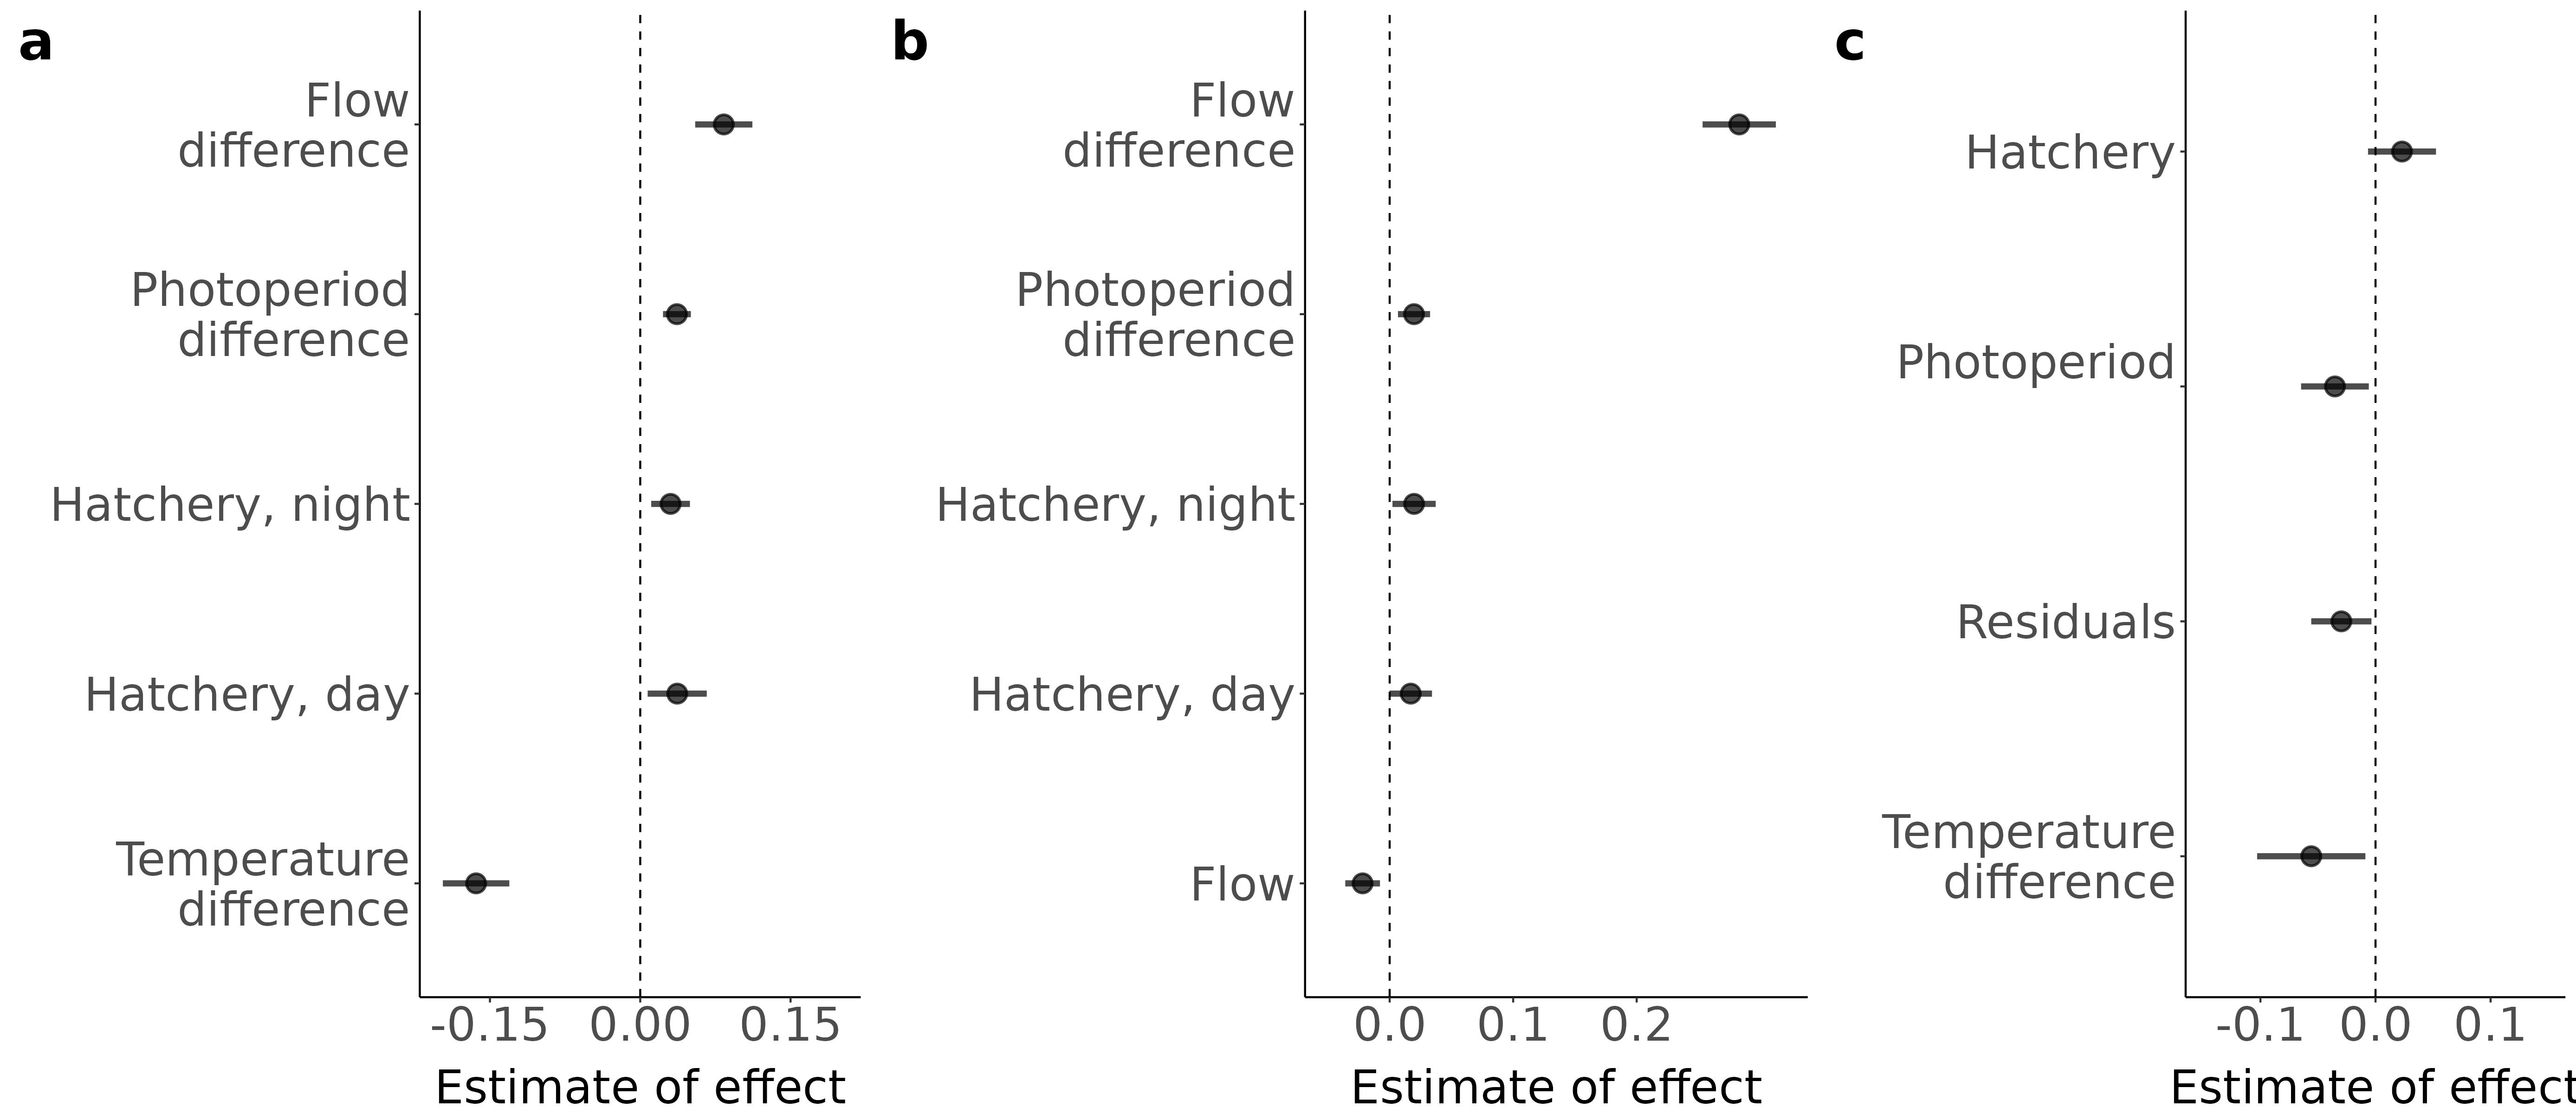 a
Flow
difference
Photoperiod
difference
Hatchery, night
Hatchery, day
Temperature
difference
-0.15 0.00 0.15
Estimate of effect
b
Flow
difference
Photoperiod
difference
Hatchery, night
Hatchery, day
Flow
0.0 0.1 0.2
Estimate of effect
c
Hatchery
Photoperiod
Residuals
Temperature
difference
-0.1 0.0 0.1
Estimate of effect